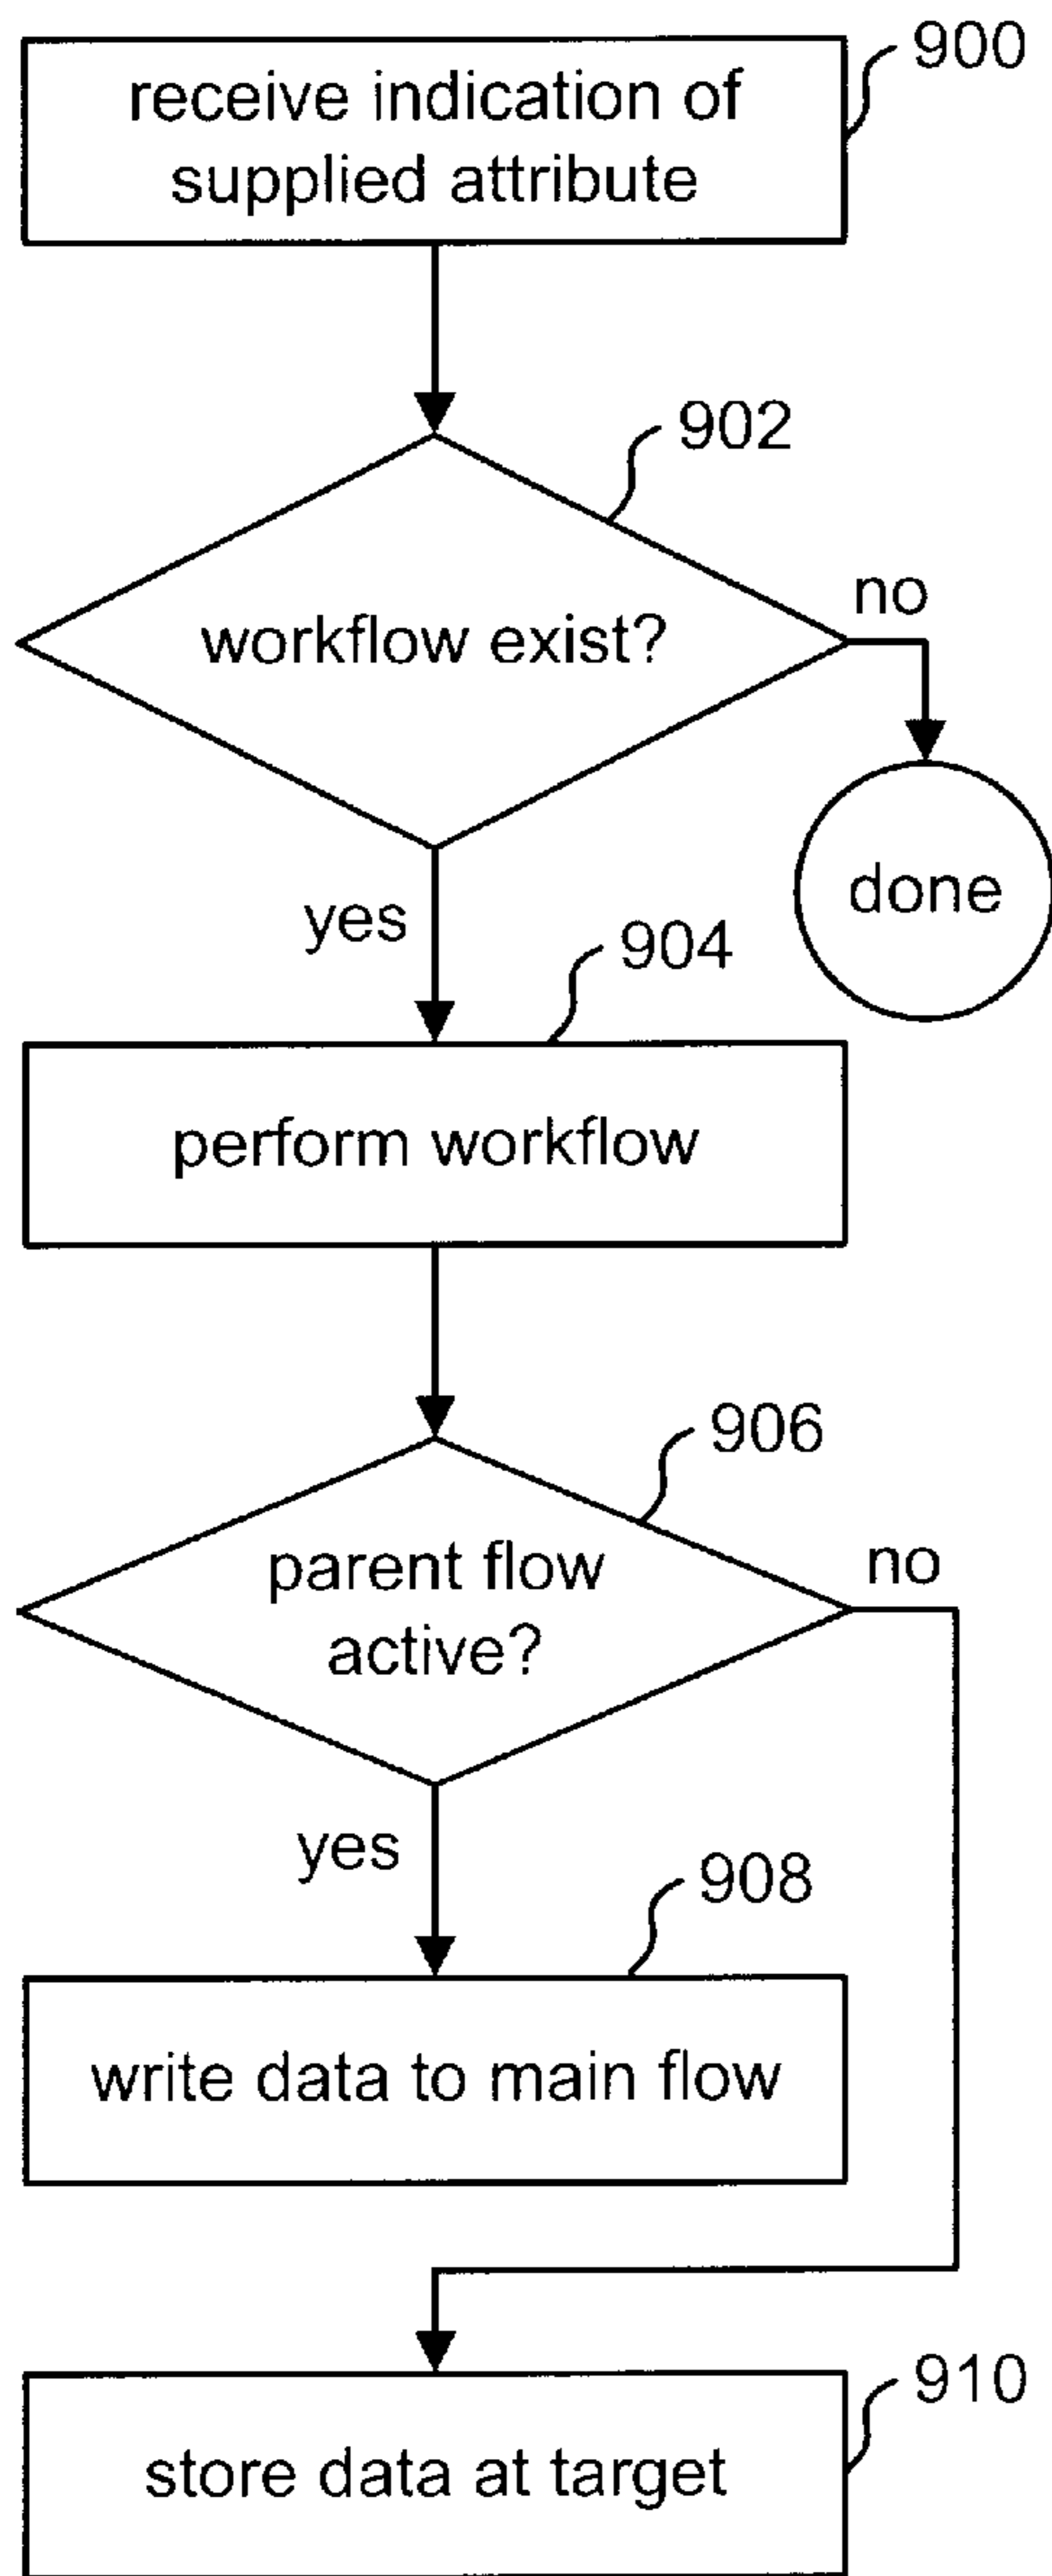 900
receive indication of
supplied attribute
902
workflow exist?
no
done
yes
904
perform workflow
906
parent flow
active?
no
yes
908
write data to main flow
910
store data at target